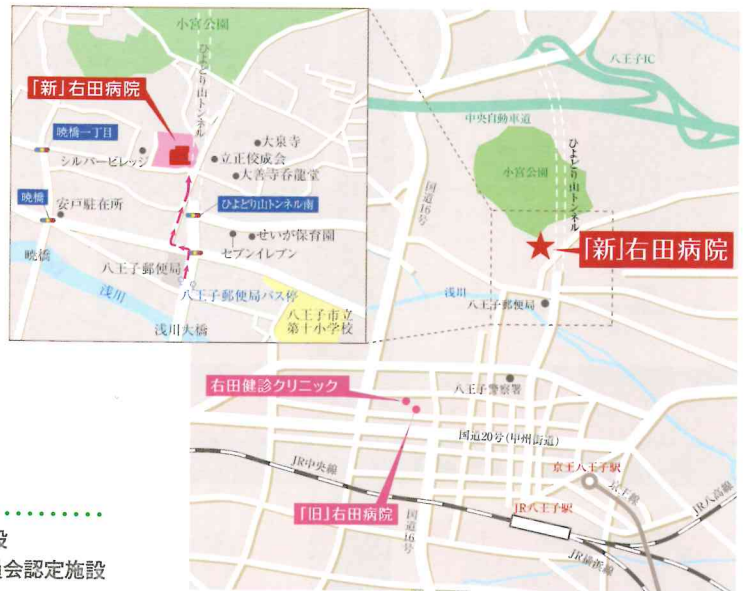 小宮公園
ひよどり山トンネル
「新」右田病院
暁橋一丁目
シルバービレッジ
大泉寺
立正佼成会
大善寺呑龍堂
暁橋
安戸駐在所
ひよどり山トンネル南
せいが保育園
セブンイレブン
暁橋
八王子郵便局
浅川
八王子郵便局バス停
浅川大橋
八王子市立
第十小学校
八王子IC
中央自動車道
国道16号
小宮公園
ひよどり山トンネル
「新」右田病院
浅川
八王子郵便局
右田健診クリニック
八王子警察署
国道20号(甲州街道)
JR中央線
京王八王子駅
京王線
JR八高線
「旧」右田病院
国道16号
JR八王子駅
JR横浜線
設
会認定施設